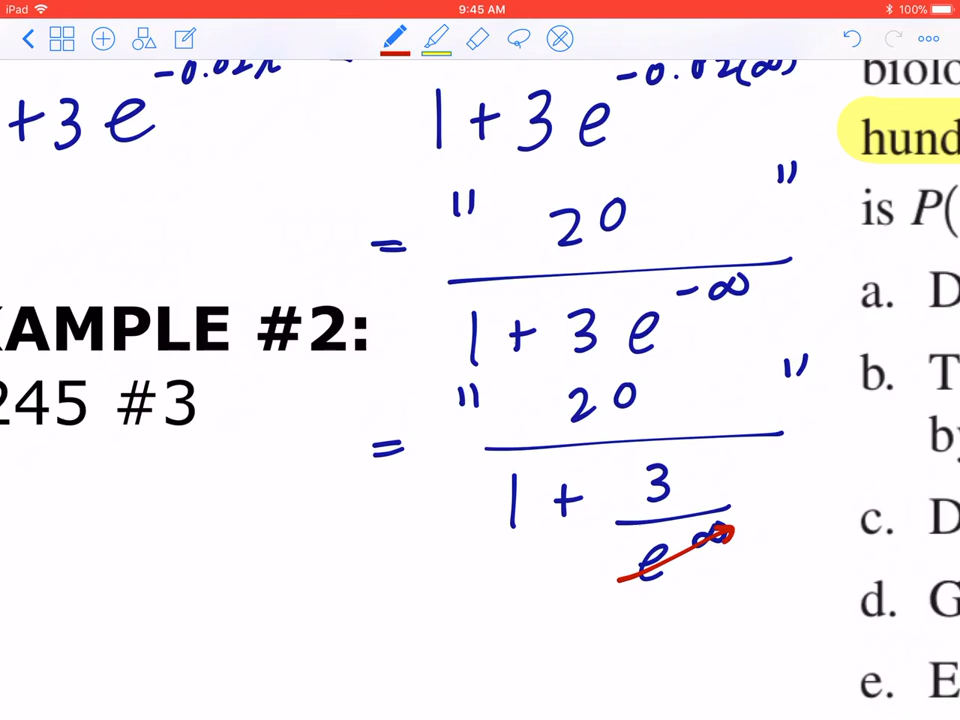 iPad 9:45 AM 100%
+3e^-0.02x
1 + 3e^-0.02(∞)
= " 20 "
1 + 3e^-∞
= " 20 "
1 + 3
e^∞
AMPLE #2:
245 #3
hund
is P(
a. D
b. T
by
c. D
d. G
e. E